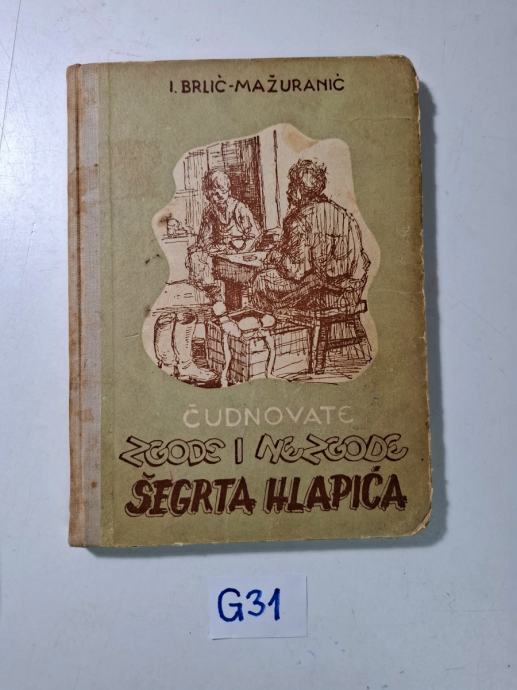 I. BRLIĆ-MAŽURANIĆ
ČUDNOVATE
ZGODE I NEZGODE
ŠEGRTA HLAPIĆA
G31